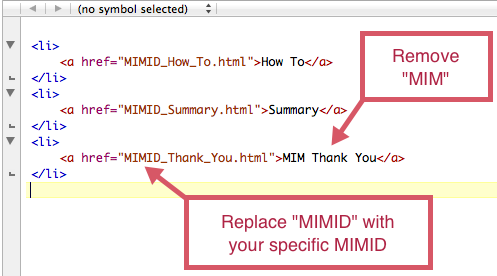 (no symbol selected)
<li>
<a href="MIMID_How_To.html">How To</a>
</li>
<li>
<a href="MIMID_Summary.html">Summary</a>
</li>
<li>
<a href="MIMID_Thank_You.html">MIM Thank You</a>
</li>
Remove
"MIM"
Replace "MIMID" with
your specific MIMID